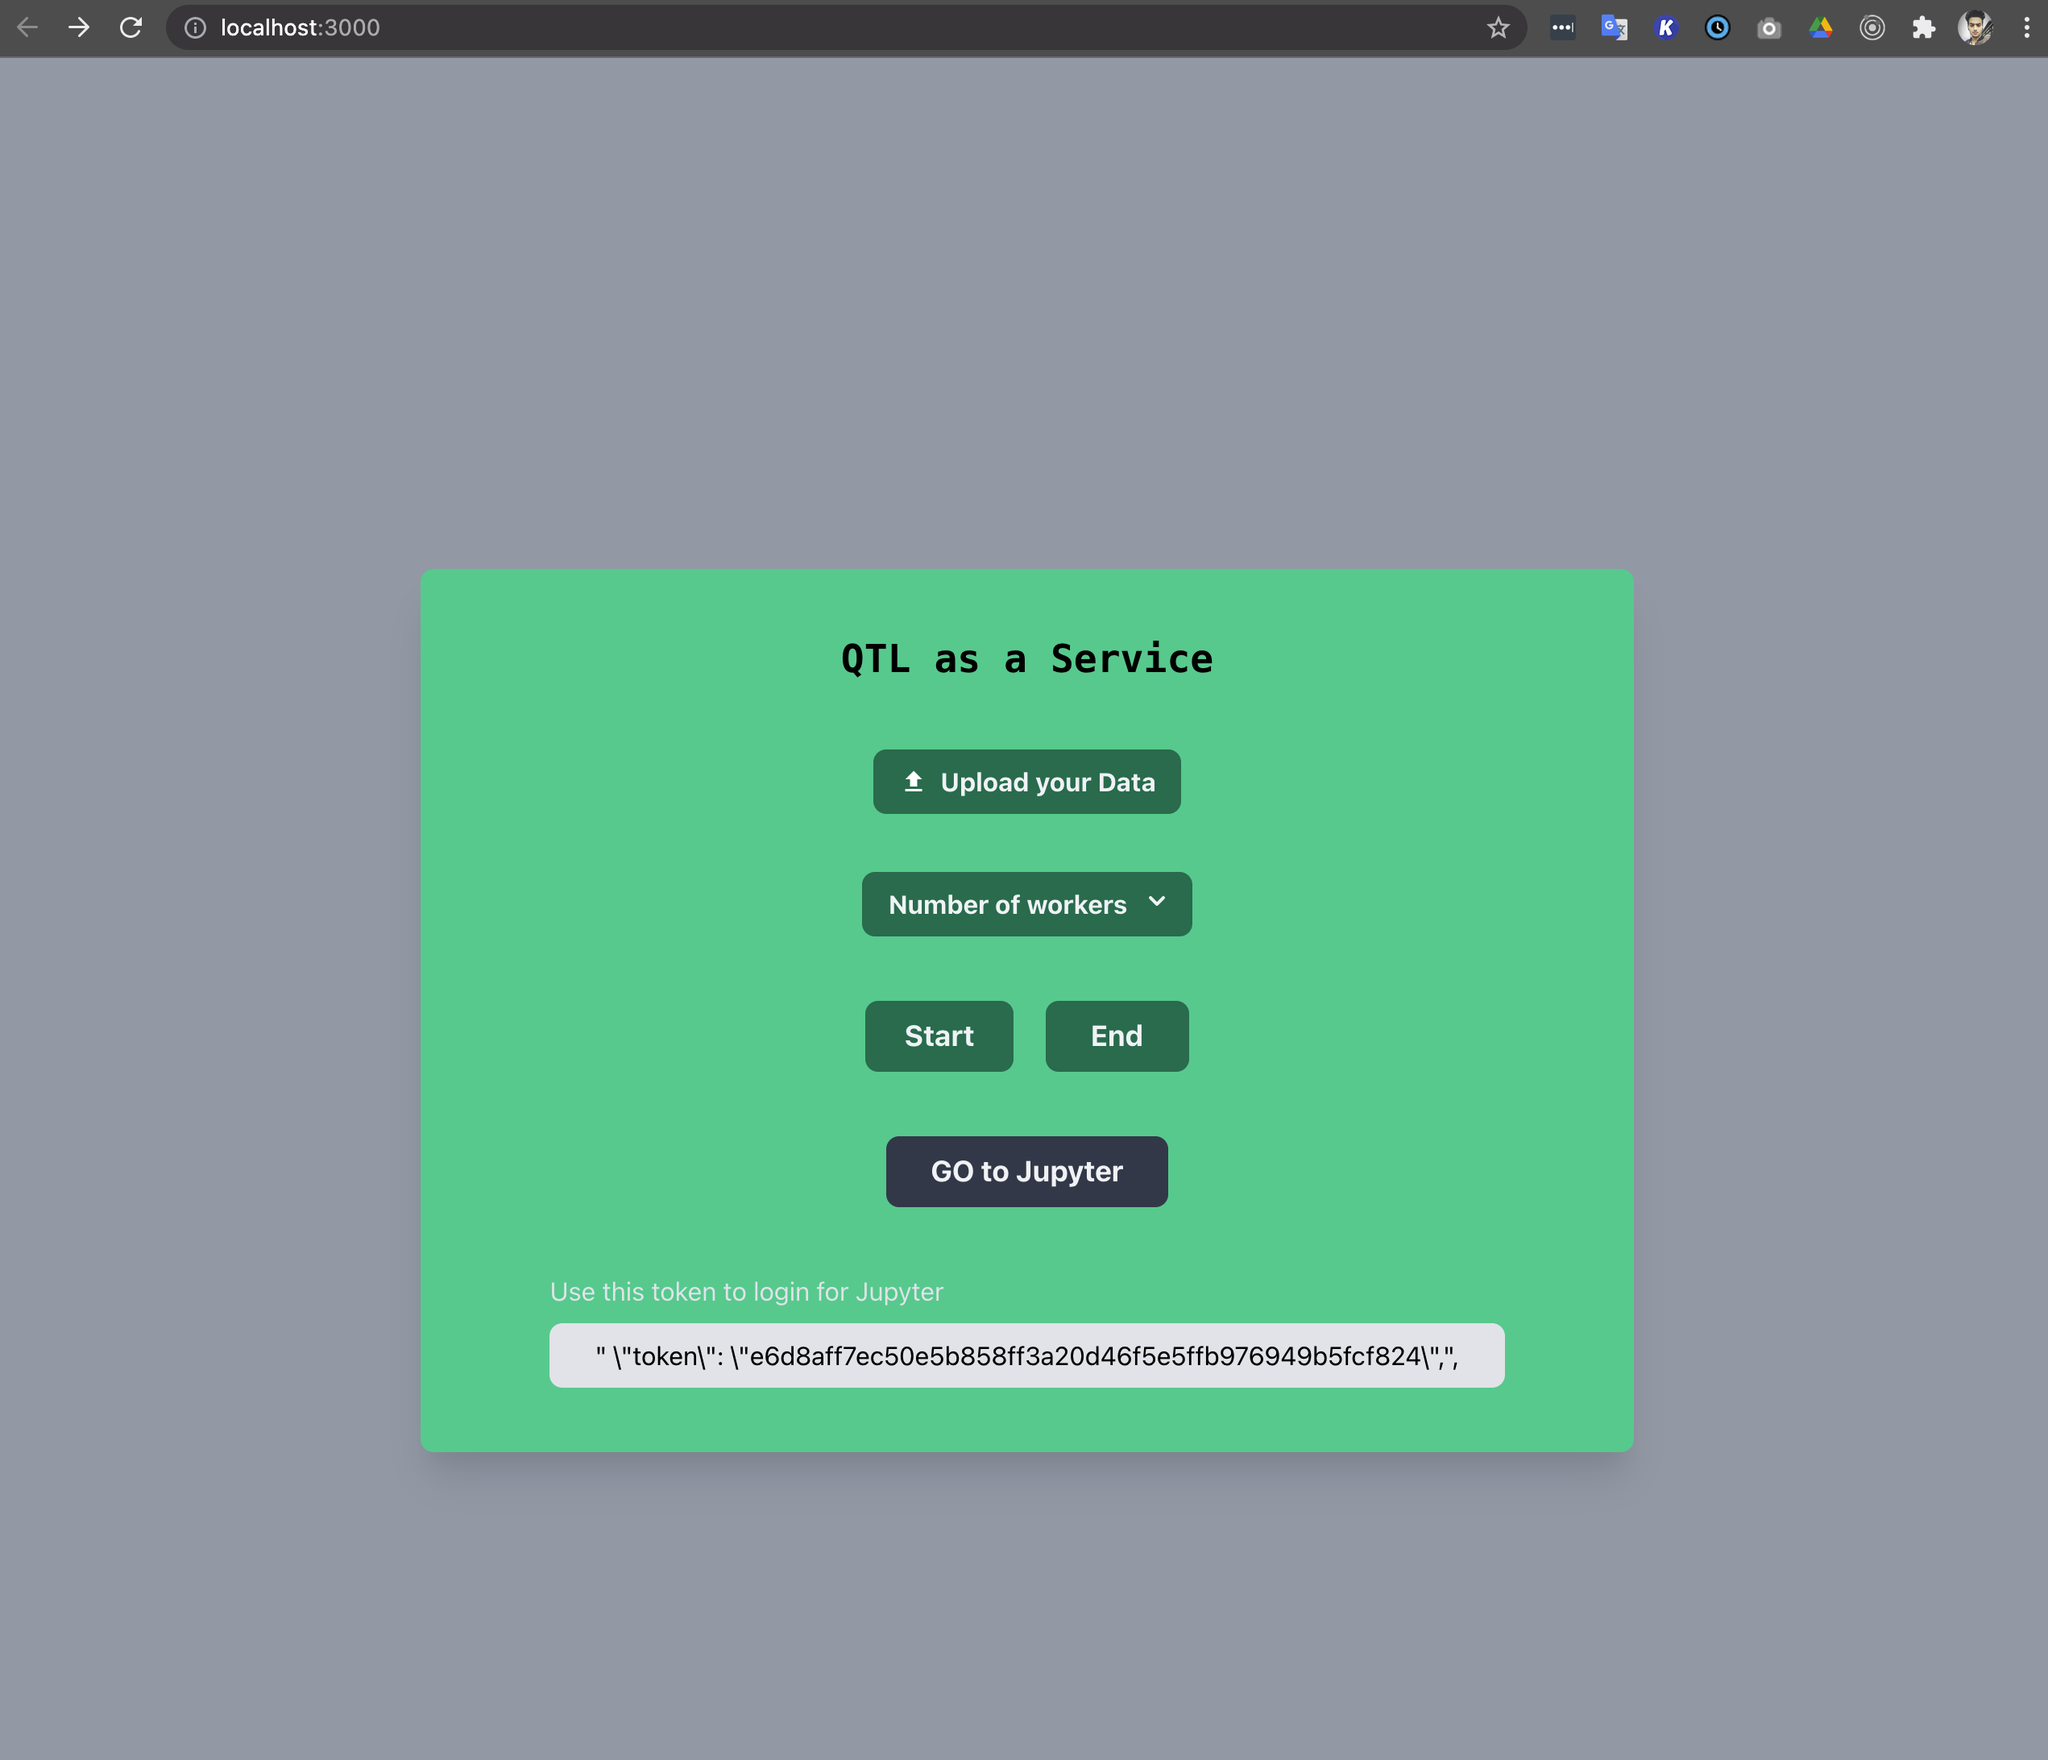 localhost:3000
QTL as a Service
Upload your Data
Number of workers
Start
End
GO to Jupyter
Use this token to login for Jupyter
" \"token\": \"e6d8aff7ec50e5b858ff3a20d46f5e5ffb976949b5fcf824\",",